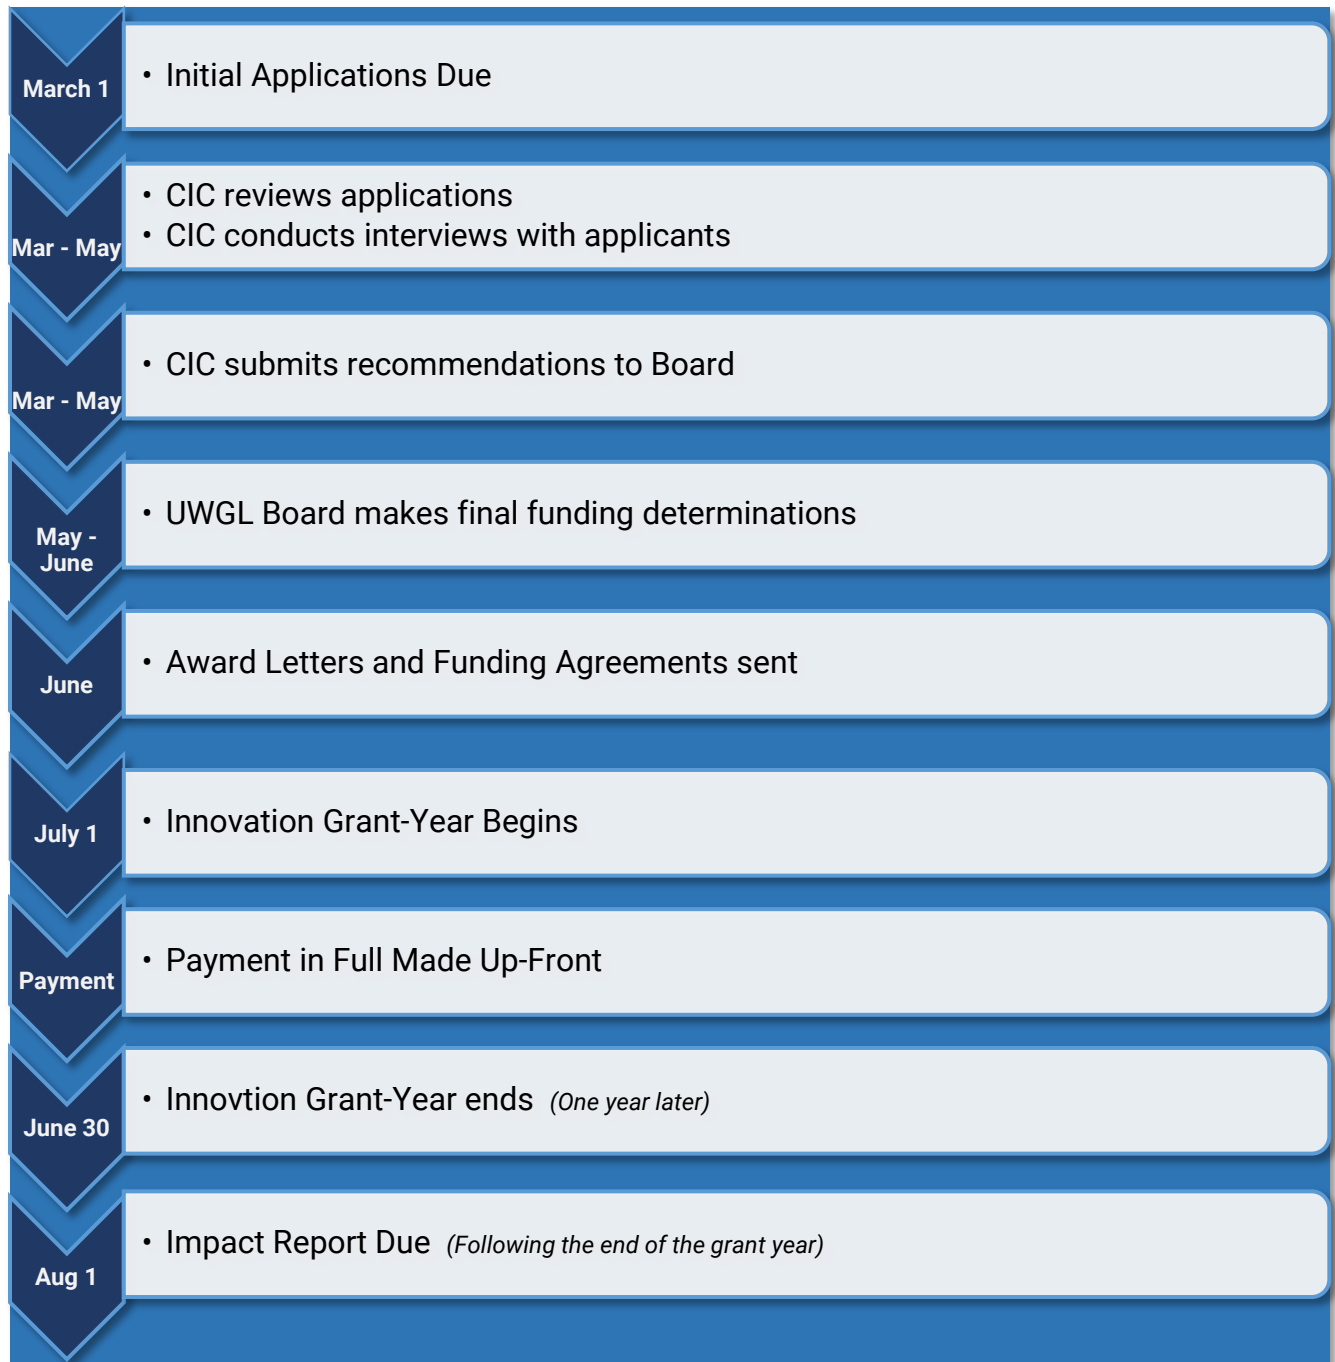 March 1
• Initial Applications Due
Mar - May
• CIC reviews applications
• CIC conducts interviews with applicants
Mar - May
• CIC submits recommendations to Board
May -
June
• UWGL Board makes final funding determinations
June
• Award Letters and Funding Agreements sent
July 1
• Innovation Grant-Year Begins
Payment
• Payment in Full Made Up-Front
June 30
• Innovtion Grant-Year ends (One year later)
Aug 1
• Impact Report Due (Following the end of the grant year)